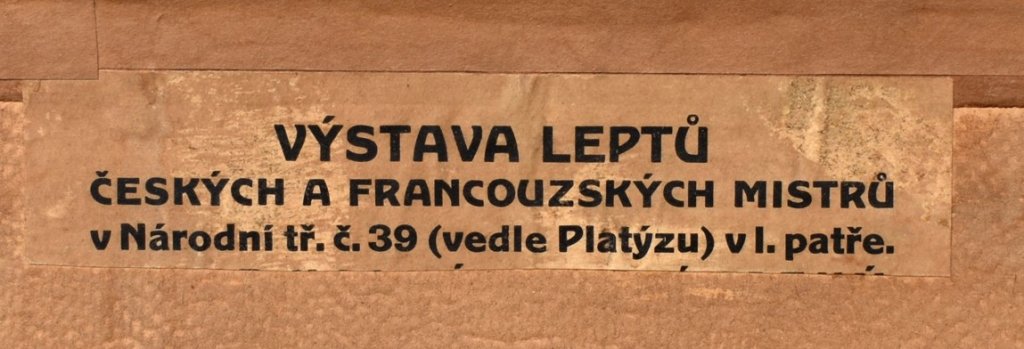 VÝSTAVA LEPTŮ
ČESKÝCH A FRANCOUZSKÝCH MISTRŮ
v Národní tř. č. 39 (vedle Platýzu) v I. patře.